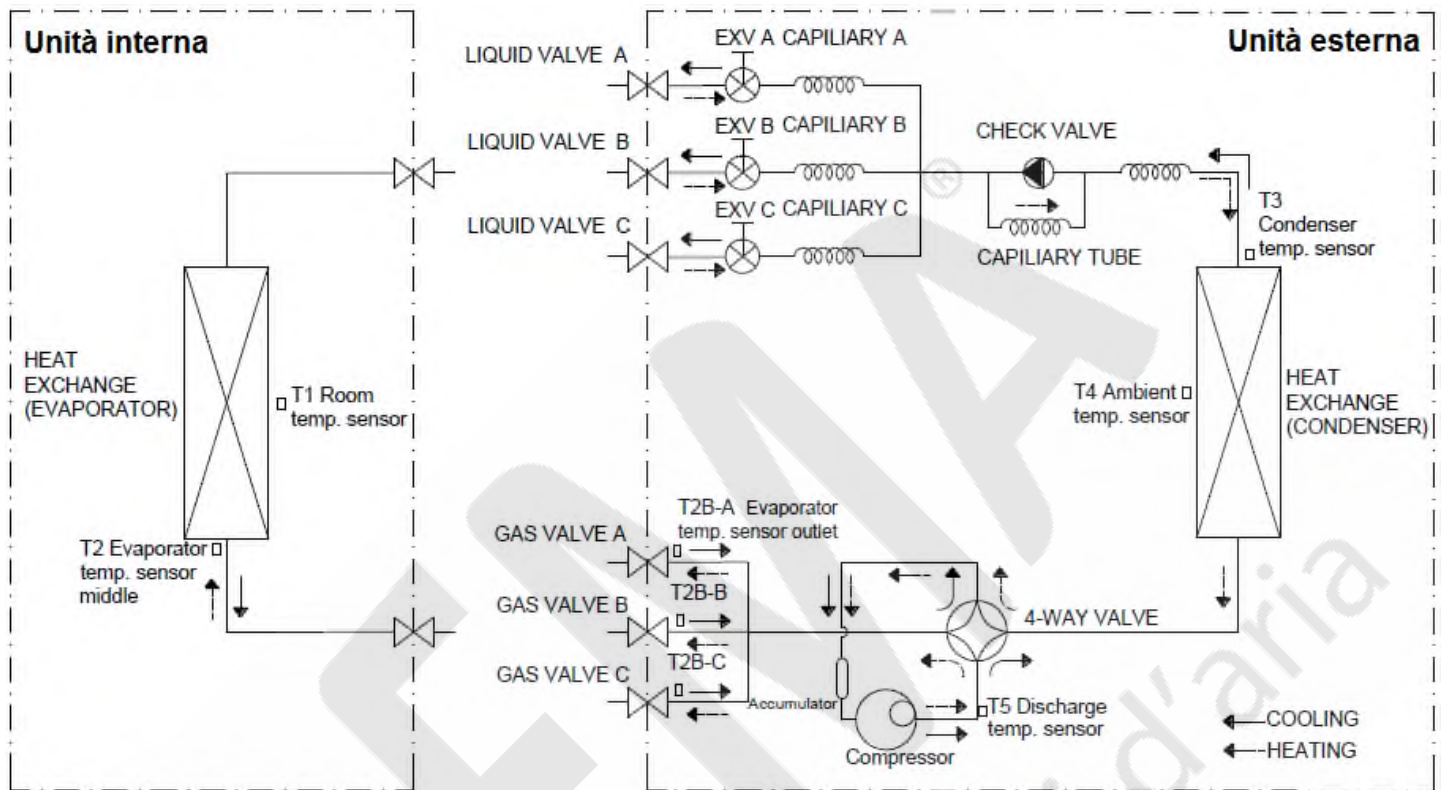 Unità interna
Unità esterna
LIQUID VALVE A
EXV A CAPILIARY A
LIQUID VALVE B
EXV B CAPILIARY B
LIQUID VALVE C
EXV C CAPILIARY C
CHECK VALVE
CAPILIARY TUBE
®
T3
Condenser
temp. sensor
HEAT
EXCHANGE
(EVAPORATOR)
T1 Room
temp. sensor
T4 Ambient
temp. sensor
HEAT
EXCHANGE
(CONDENSER)
T2 Evaporator
temp. sensor
middle
GAS VALVE A
T2B-A Evaporator
temp. sensor outlet
GAS VALVE B
T2B-B
GAS VALVE C
T2B-C
4-WAY VALVE
Accumulator
Compressor
T5 Discharge
temp. sensor
COOLING
HEATING
EMA
d'aria